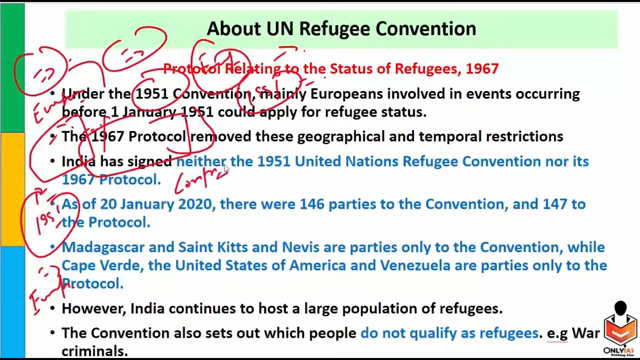 About UN Refugee Convention
Protocol Relating to the Status of Refugees, 1967
Under the 1951 Convention, mainly Europeans involved in events occurring
before 1 January 1951 could apply for refugee status.
The 1967 Protocol removed these geographical and temporal restrictions
India has signed neither the 1951 United Nations Refugee Convention nor its
1967 Protocol.
As of 20 January 2020, there were 146 parties to the Convention, and 147 to
the Protocol.
Madagascar and Saint Kitts and Nevis are parties only to the Convention, while
Cape Verde, the United States of America and Venezuela are parties only to the
Protocol.
However, India continues to host a large population of refugees.
The Convention also sets out which people do not qualify as refugees. e.g War
criminals.
1951
ONLYIAS